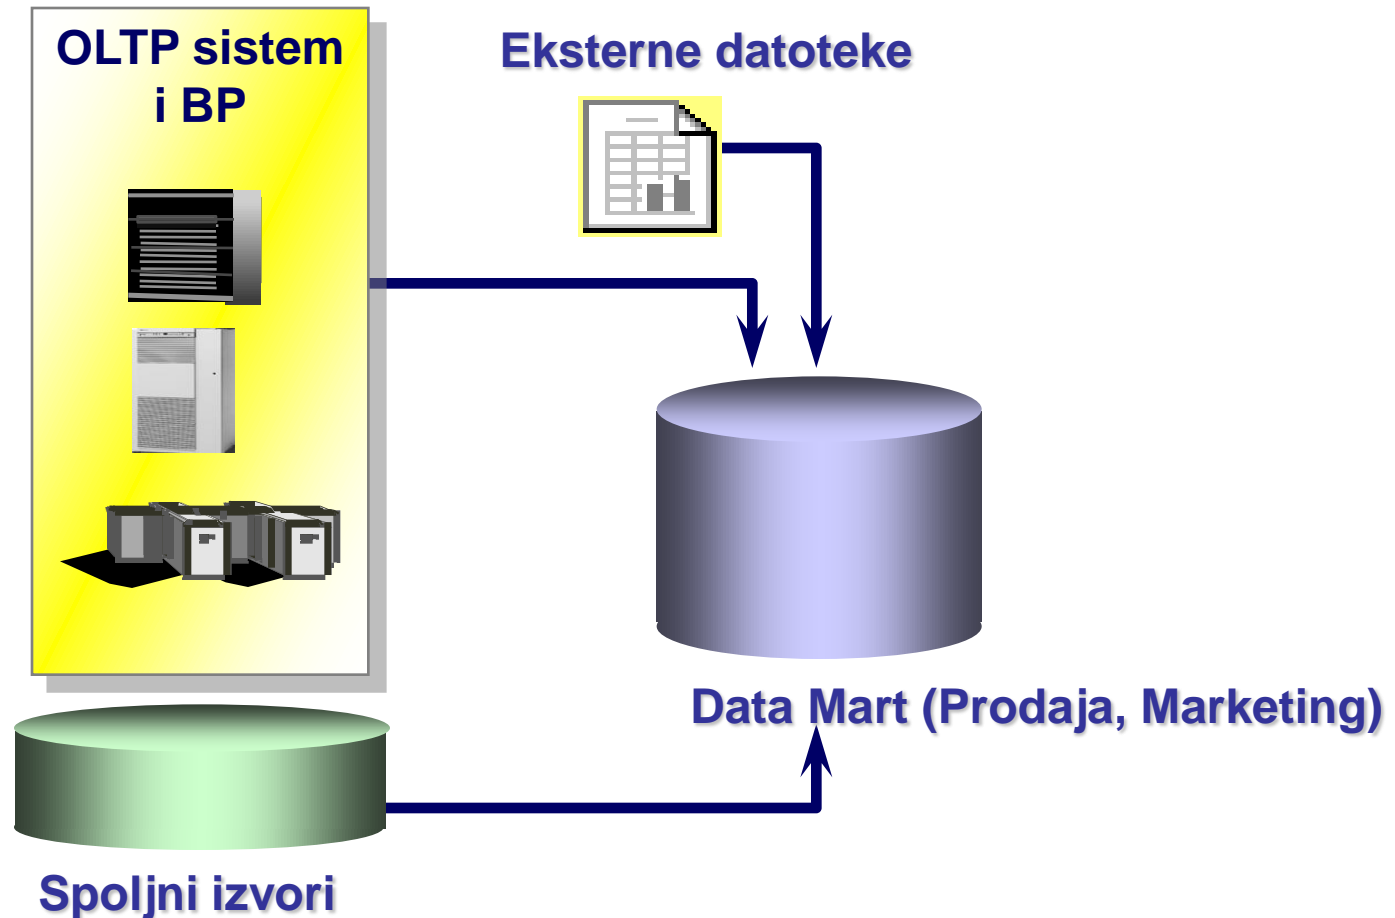 OLTP sistem
i BP
Eksterne datoteke
Data Mart (Prodaja, Marketing)
Spoljni izvori